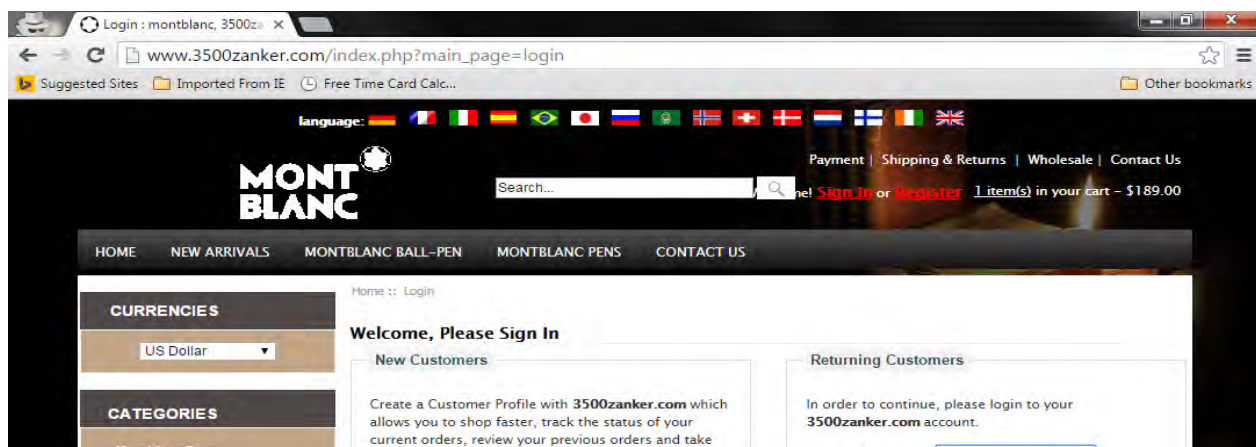 Login : montblanc, 3500z
www.3500zanker.com/index.php?main_page=login
Suggested Sites Imported From IE Free Time Card Calc... Other bookmarks
language:
Payment | Shipping & Returns | Wholesale | Contact Us
MONT
BLANC
Search...
Sign In or Register 1 item(s) in your cart - $189.00
HOME NEW ARRIVALS MONTBLANC BALL-PEN MONTBLANC PENS CONTACT US
Home :: Login
CURRENCIES
US Dollar
Welcome, Please Sign In
New Customers
Returning Customers
CATEGORIES
Create a Customer Profile with 3500zanker.com which
allows you to shop faster, track the status of your
current orders, review your previous orders and take
In order to continue, please login to your
3500zanker.com account.